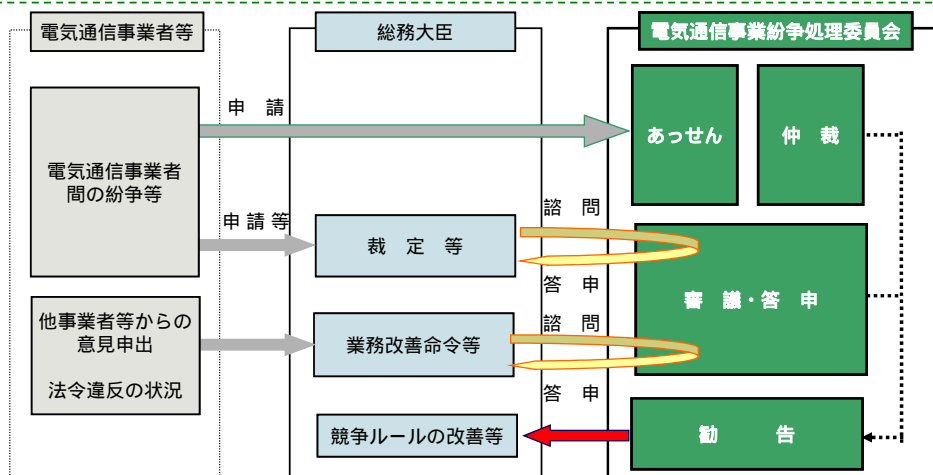 電気通信事業者等
総務大臣
電気通信事業紛争処理委員会
申 請
あっせん
仲 裁
電気通信事業者
間の紛争等
申 請 等
諮 問
裁 定 等
答 申
審 議・答 申
他事業者等からの
意見申出
法令違反の状況
諮 問
業務改善命令等
答 申
競争ルールの改善等
勧 告